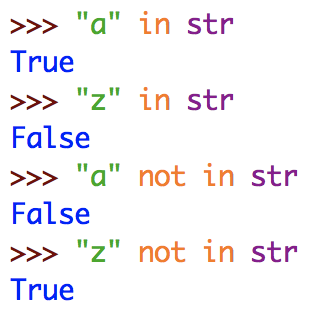 >>> "a" in str
True
>>> "z" in str
False
>>> "a" not in str
False
>>> "z" not in str
True